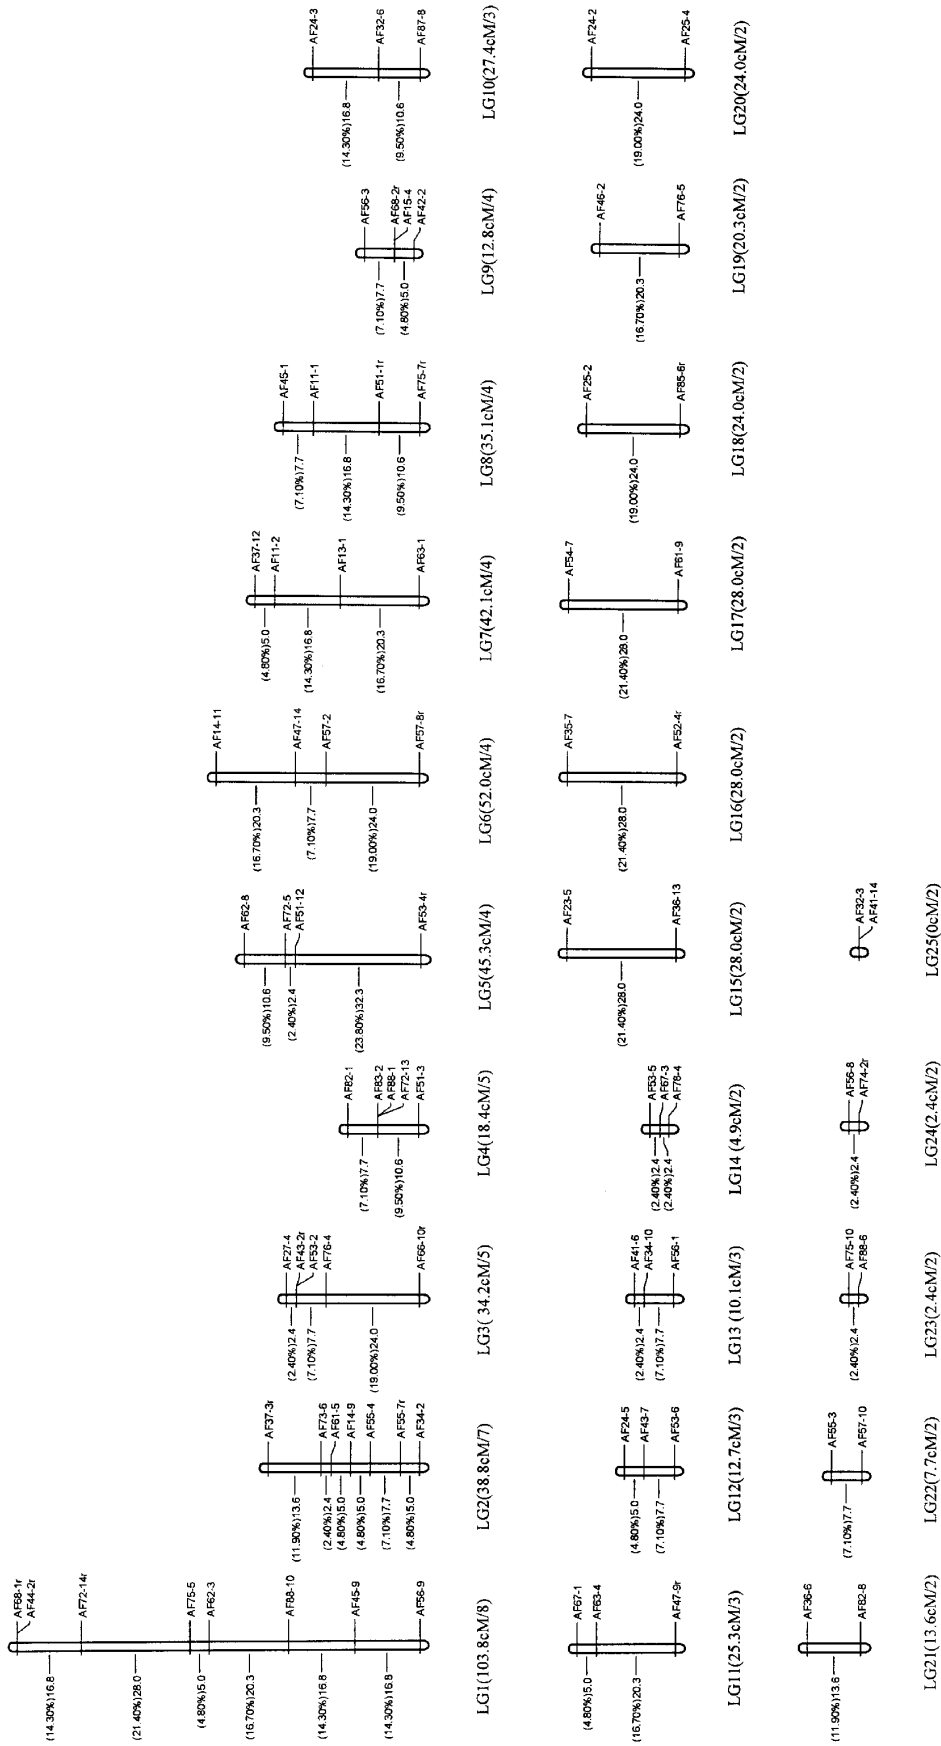 AF68-1r
AF44-2r
(14.30%)16.8
AF72-14r
(21.40%)28.0
AF75-5
(4.80%)5.0
AF62-3
(16.70%)20.3
AF88-10
(14.30%)16.8
AF45-9
(14.30%)16.8
AF56-9
LG1(103.8cM/8)
AF37-3r
(11.90%)13.6
AF73-6
(2.40%)2.4
AF61-5
(4.80%)5.0
AF14-9
(4.80%)5.0
AF55-4
(7.10%)7.7
AF55-7r
(4.80%)5.0
AF34-2
LG2(38.8cM/7)
AF27-4
(2.40%)2.4
AF43-2r
AF53-2
(7.10%)7.7
AF76-4
(19.00%)24.0
AF66-10r
LG3( 34.2cM/5)
AF82-1
(7.10%)7.7
AF83-2
AF88-1
AF72-13
(9.50%)10.6
AF51-3
LG4(18.4cM/5)
AF62-8
(9.50%)10.6
AF72-5
(2.40%)2.4
AF51-12
(23.80%)32.3
AF53-4r
LG5(45.3cM/4)
AF14-11
(16.70%)20.3
AF47-14
(7.10%)7.7
AF57-2
(19.00%)24.0
AF57-8r
LG6(52.0cM/4)
AF37-12
(4.80%)5.0
AF11-2
(14.30%)16.8
AF13-1
(16.70%)20.3
AF63-1
LG7(42.1cM/4)
AF45-1
(7.10%)7.7
AF11-1
(14.30%)16.8
AF51-1r
(9.50%)10.6
AF75-7r
LG8(35.1cM/4)
AF56-3
(7.10%)7.7
AF68-2r
AF15-4
(4.80%)5.0
AF42-2
LG9(12.8cM/4)
AF24-3
(14.30%)16.8
AF32-6
(9.50%)10.6
AF87-8
LG10(27.4cM/3)
AF67-1
(4.80%)5.0
AF63-4
(16.70%)20.3
AF47-9r
LG11(25.3cM/3)
AF24-5
(4.80%)5.0
AF43-7
(7.10%)7.7
AF53-6
LG12(12.7cM/3)
AF41-6
(2.40%)2.4
AF34-10
(7.10%)7.7
AF56-1
LG13 (10.1cM/3)
AF53-5
(2.40%)2.4
AF67-3
(2.40%)2.4
AF78-4
LG14 (4.9cM/2)
AF23-5
(21.40%)28.0
AF36-13
LG15(28.0cM/2)
AF35-7
(21.40%)28.0
AF52-4r
LG16(28.0cM/2)
AF54-7
(21.40%)28.0
AF61-9
LG17(28.0cM/2)
AF25-2
(19.00%)24.0
AF85-6r
LG18(24.0cM/2)
AF46-2
(16.70%)20.3
AF76-5
LG19(20.3cM/2)
AF24-2
(19.00%)24.0
AF25-4
LG20(24.0cM/2)
AF36-6
(11.90%)13.6
AF82-8
LG21(13.6cM/2)
AF55-3
(7.10%)7.7
AF57-10
LG22(7.7cM/2)
AF75-10
(2.40%)2.4
AF88-6
LG23(2.4cM/2)
AF56-8
(2.40%)2.4
AF74-2r
LG24(2.4cM/2)
AF32-3
AF41-14
LG25(0cM/2)